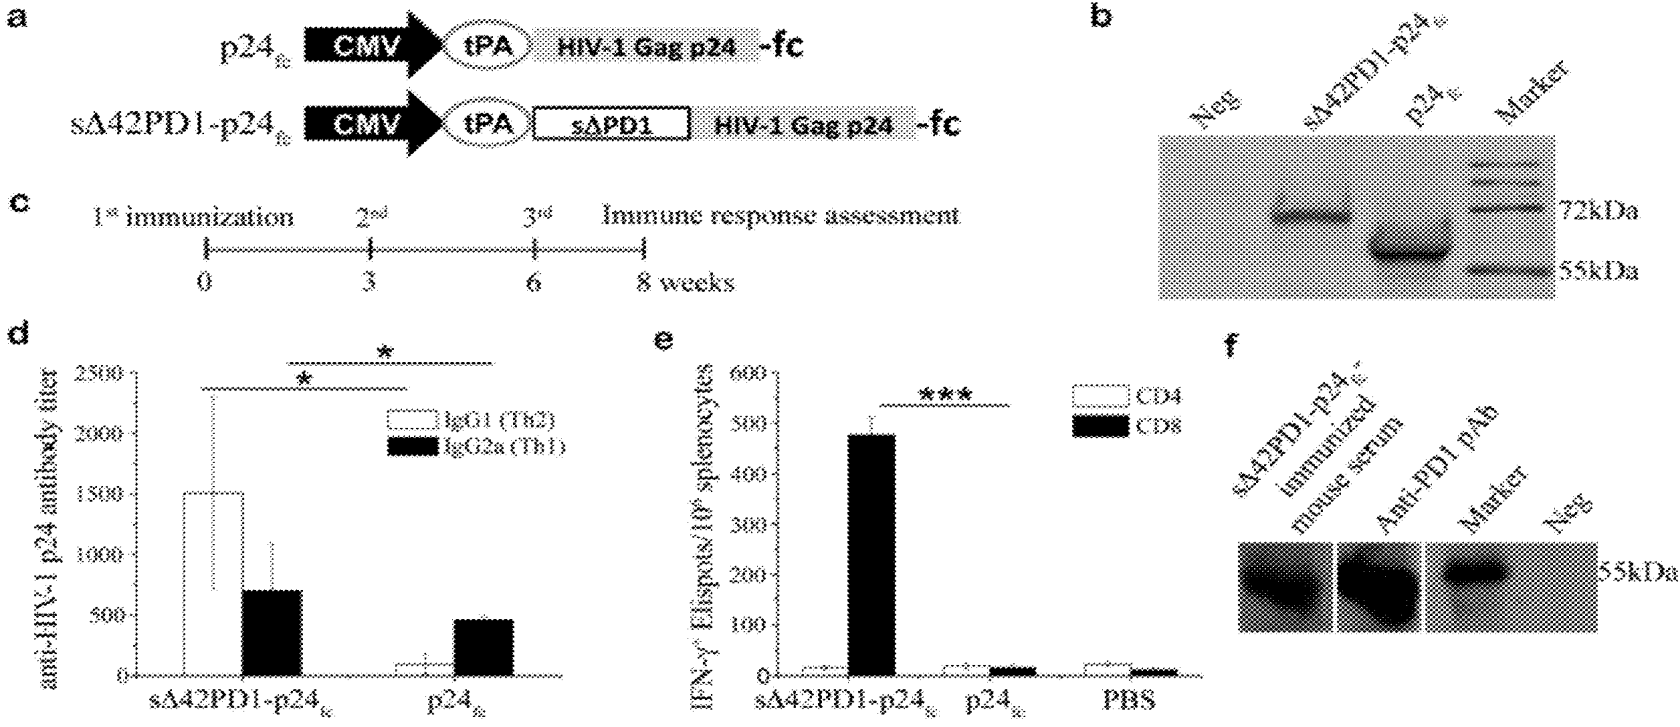 a
p24fc CMV tPA HIV-1 Gag p24 -fc
sΔ42PD1-p24fc CMV tPA sΔPD1 HIV-1 Gag p24 -fc
b
Neg
sΔ42PD1-p24fc
p24fc
Marker
72kDa
55kDa
c
1st immunization 2nd 3rd Immune response assessment
0 3 6 8 weeks
d
anti-HIV-1 p24 antibody titer
2500
2000
1500
1000
500
0
*
*
IgG1 (Th2)
IgG2a (Th1)
sΔ42PD1-p24fc p24fc
e
IFN-γ+ Elispots/10⁶ splenocytes
600
500
400
300
200
100
0
***
CD4
CD8
sΔ42PD1-p24fc p24fc PBS
f
sΔ42PD1-p24fc-
immunized
mouse serum
Anti-PD1 pAb
Marker
Neg
55kDa